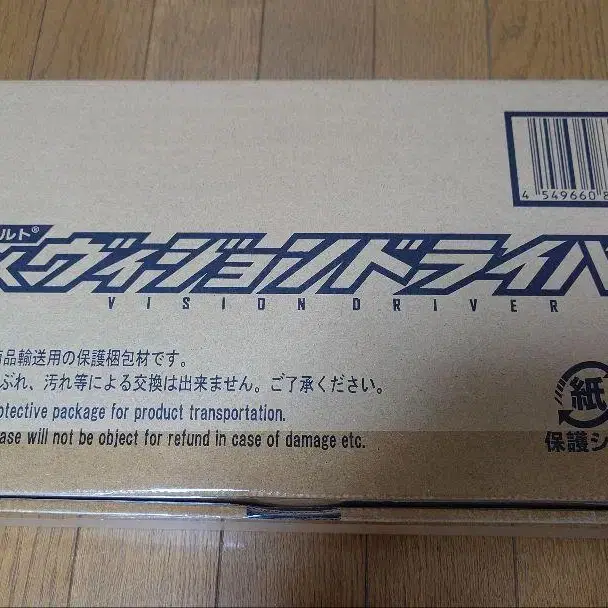 ルト®
ヴィジョンドライバ
VISION DRIVER
4 549660 8
商品輸送用の保護梱包材です。
ぶれ、汚れ等による交換は出来ません。ご了承ください。
otective package for product transportation.
ase will not be object for refund in case of damage etc.
紙
保護シ